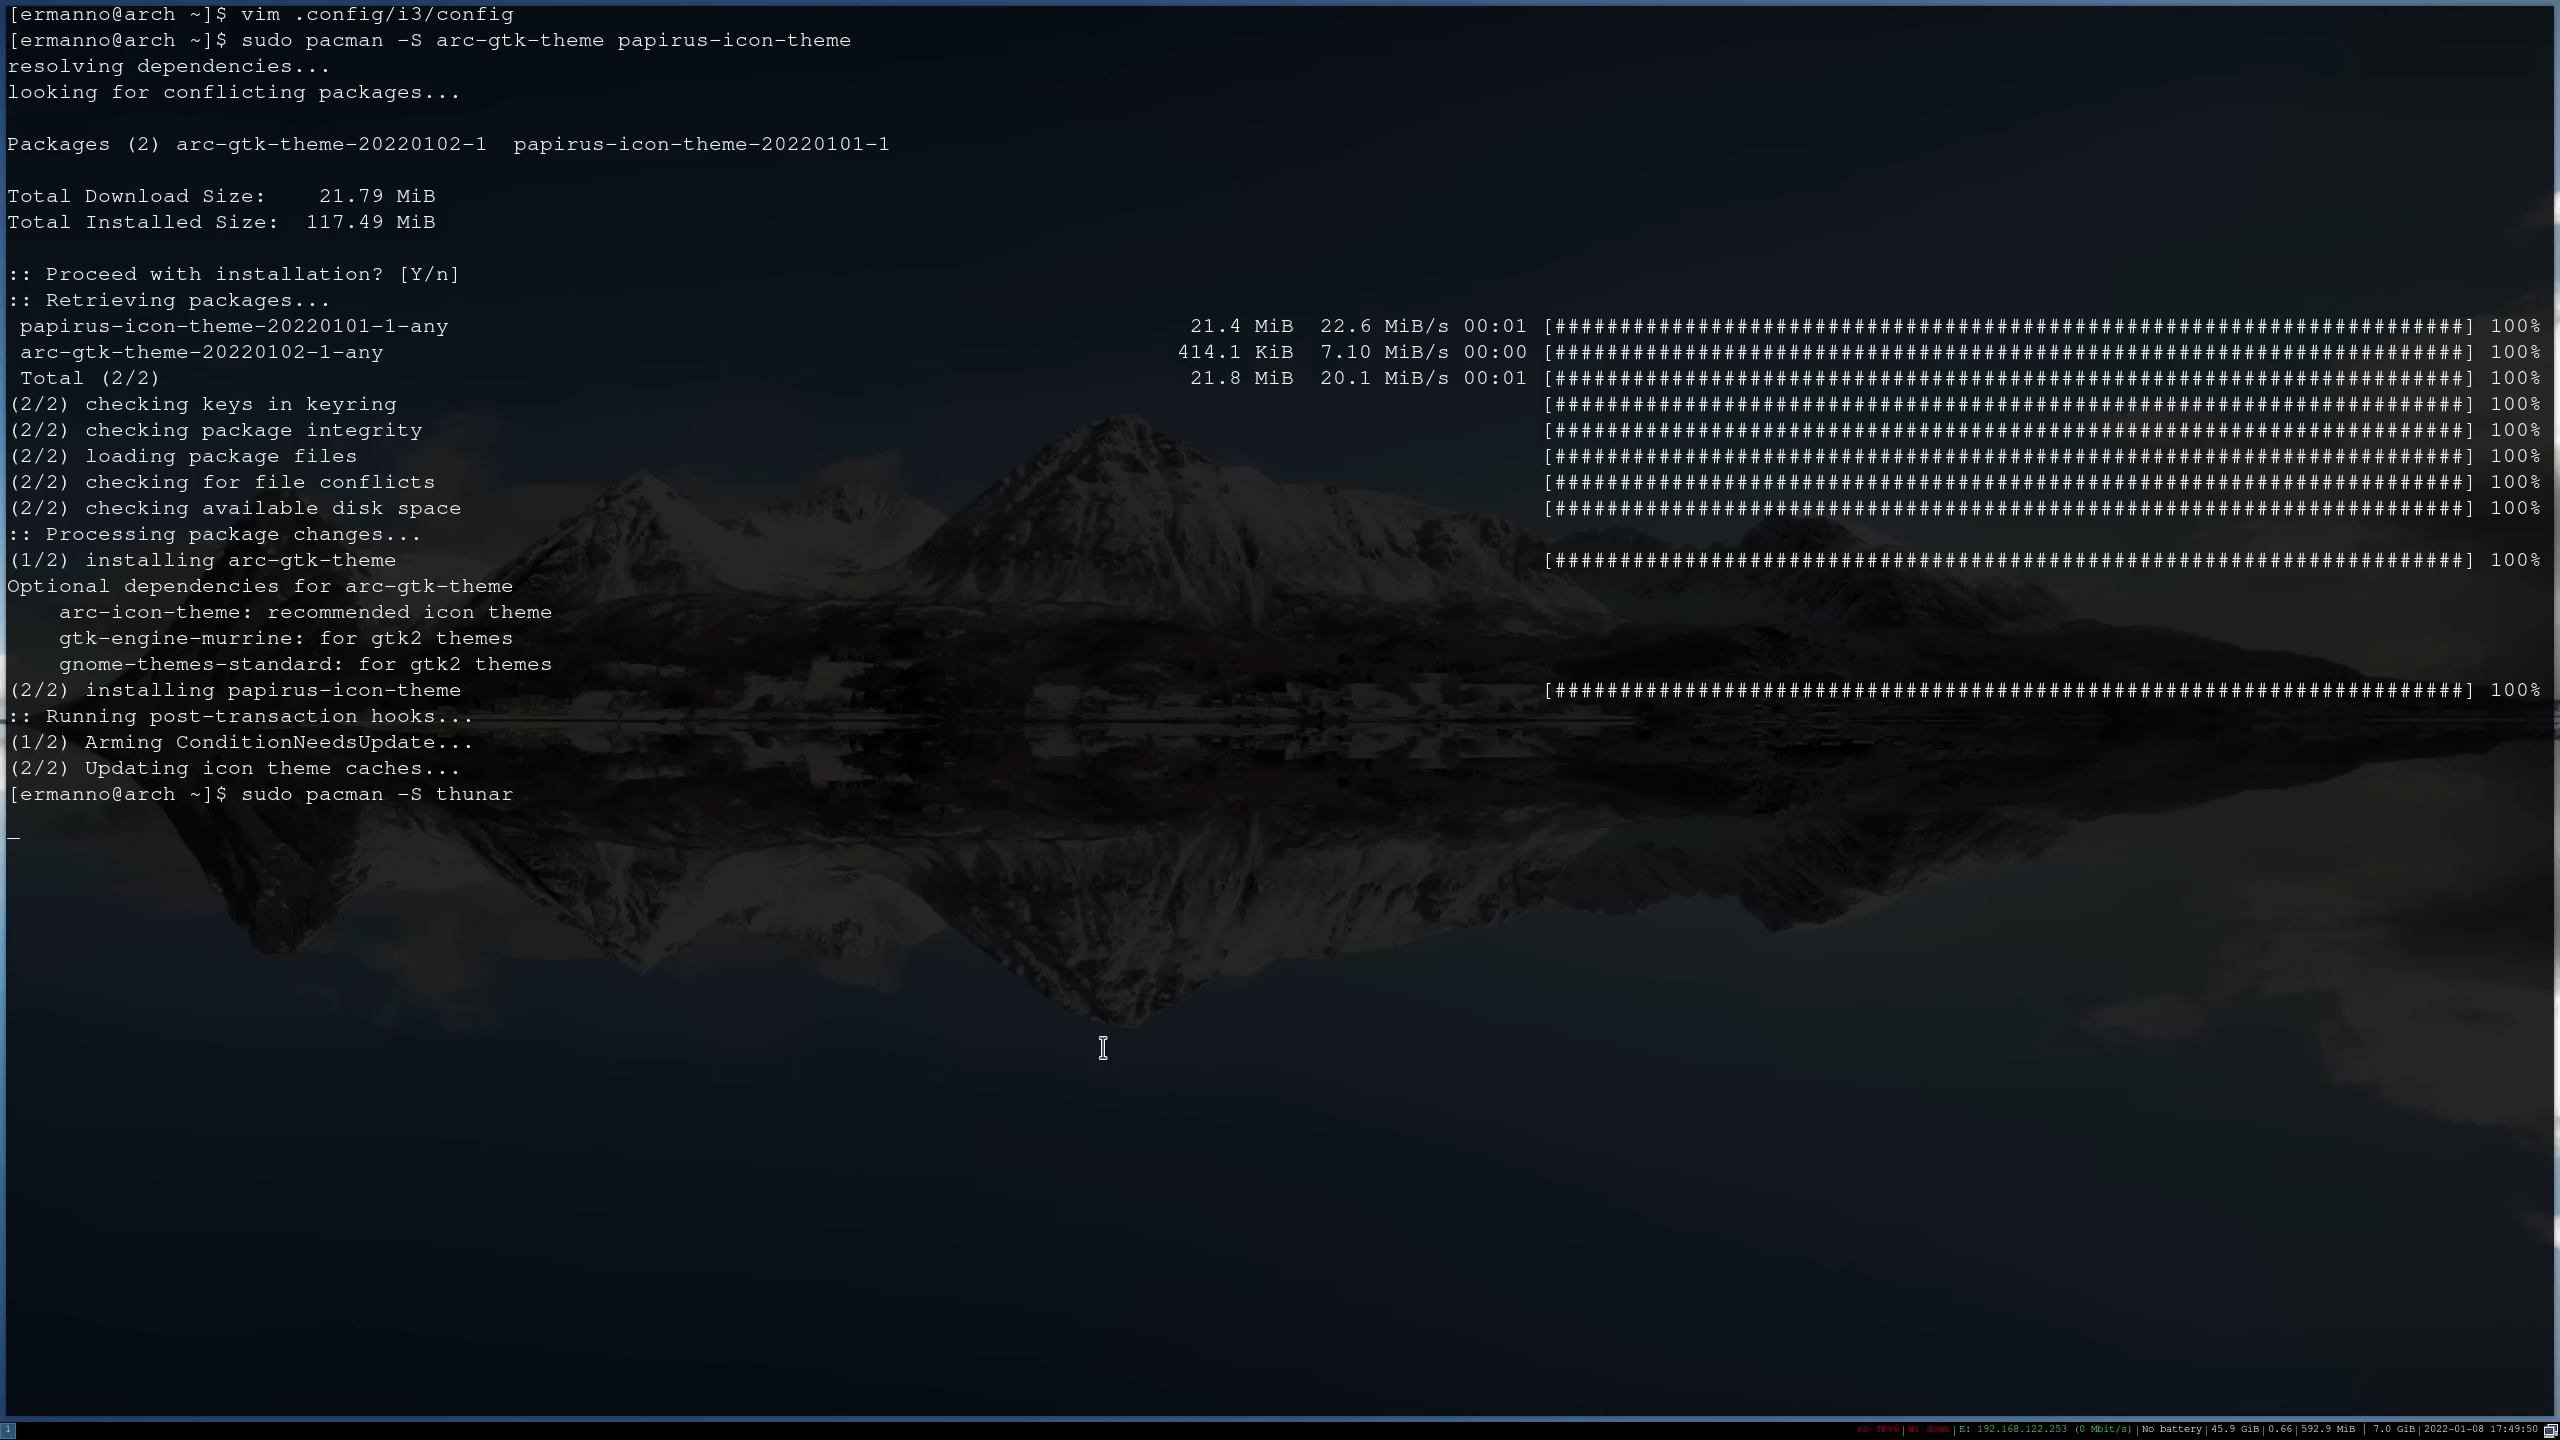 [ermanno@arch ~]$ vim .config/i3/config
[ermanno@arch ~]$ sudo pacman -S arc-gtk-theme papirus-icon-theme
resolving dependencies...
looking for conflicting packages...
Packages (2) arc-gtk-theme-20220102-1  papirus-icon-theme-20220101-1
Total Download Size:    21.79 MiB
Total Installed Size:  117.49 MiB
:: Proceed with installation? [Y/n]
:: Retrieving packages...
papirus-icon-theme-20220101-1-any 21.4 MiB  22.6 MiB/s 00:01 [######################################################################] 100%
arc-gtk-theme-20220102-1-any 414.1 KiB  7.10 MiB/s 00:00 [######################################################################] 100%
Total (2/2) 21.8 MiB  20.1 MiB/s 00:01 [######################################################################] 100%
(2/2) checking keys in keyring [######################################################################] 100%
(2/2) checking package integrity [######################################################################] 100%
(2/2) loading package files [######################################################################] 100%
(2/2) checking for file conflicts [######################################################################] 100%
(2/2) checking available disk space [######################################################################] 100%
:: Processing package changes...
(1/2) installing arc-gtk-theme [######################################################################] 100%
Optional dependencies for arc-gtk-theme
    arc-icon-theme: recommended icon theme
    gtk-engine-murrine: for gtk2 themes
    gnome-themes-standard: for gtk2 themes
(2/2) installing papirus-icon-theme [######################################################################] 100%
:: Running post-transaction hooks...
(1/2) Arming ConditionNeedsUpdate...
(2/2) Updating icon theme caches...
[ermanno@arch ~]$ sudo pacman -S thunar
1 no IPv6|W: down|E: 192.168.122.253 (0 Mbit/s)|No battery|45.9 GiB|0.66|592.9 MiB | 7.0 GiB|2022-01-08 17:49:50